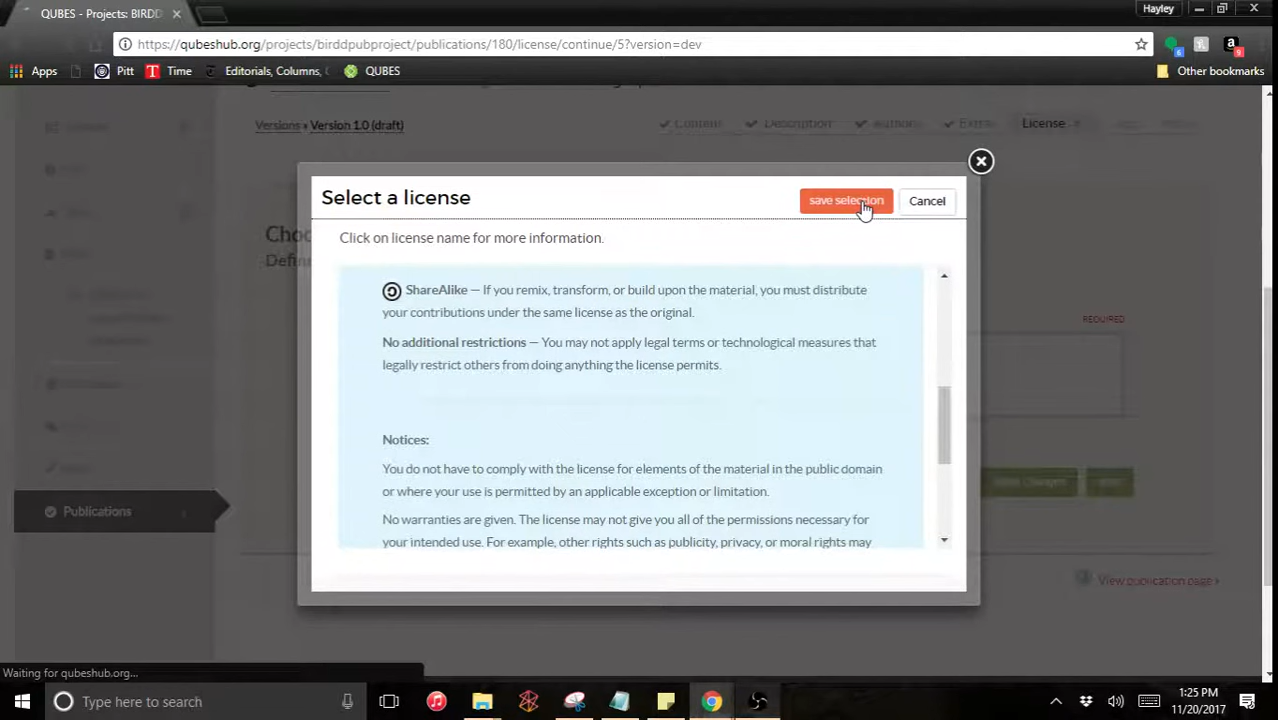 QUBES - Projects: BIRDD
Hayley
https://qubeshub.org/projects/birddpubproject/publications/180/license/continue/5?version=dev
6
9
Apps
Pitt
Time
Editorials, Columns,
QUBES
Other bookmarks
Versions » Version 1.0 (draft)
Content
Description
Authors
Extras
License
Select a license
save selection
Cancel
Click on license name for more information.
ShareAlike — If you remix, transform, or build upon the material, you must distribute
your contributions under the same license as the original.
No additional restrictions — You may not apply legal terms or technological measures that
legally restrict others from doing anything the license permits.
REQUIRED
Notices:
You do not have to comply with the license for elements of the material in the public domain
or where your use is permitted by an applicable exception or limitation.
No warranties are given. The license may not give you all of the permissions necessary for
your intended use. For example, other rights such as publicity, privacy, or moral rights may
Publications
View publication page ›
Waiting for qubeshub.org...
Type here to search
1:25 PM
11/20/2017